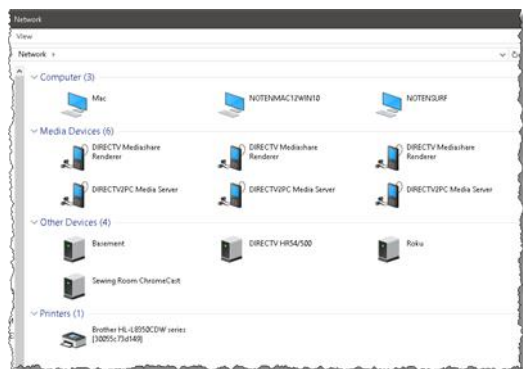 Network
View
Network
Computer (3)
Mac
NOTENMAC12WIN10
NOTENSURF
Media Devices (6)
DIRECTV Mediashare
Renderer
DIRECTV Mediashare
Renderer
DIRECTV Mediashare
Renderer
DIRECTV2PC Media Server
DIRECTV2PC Media Server
DIRECTV2PC Media Server
Other Devices (4)
Basement
DIRECTV HR54/500
Roku
Sewing Room ChromeCast
Printers (1)
Brother HL-L8350CDW series
[30055c73d149]